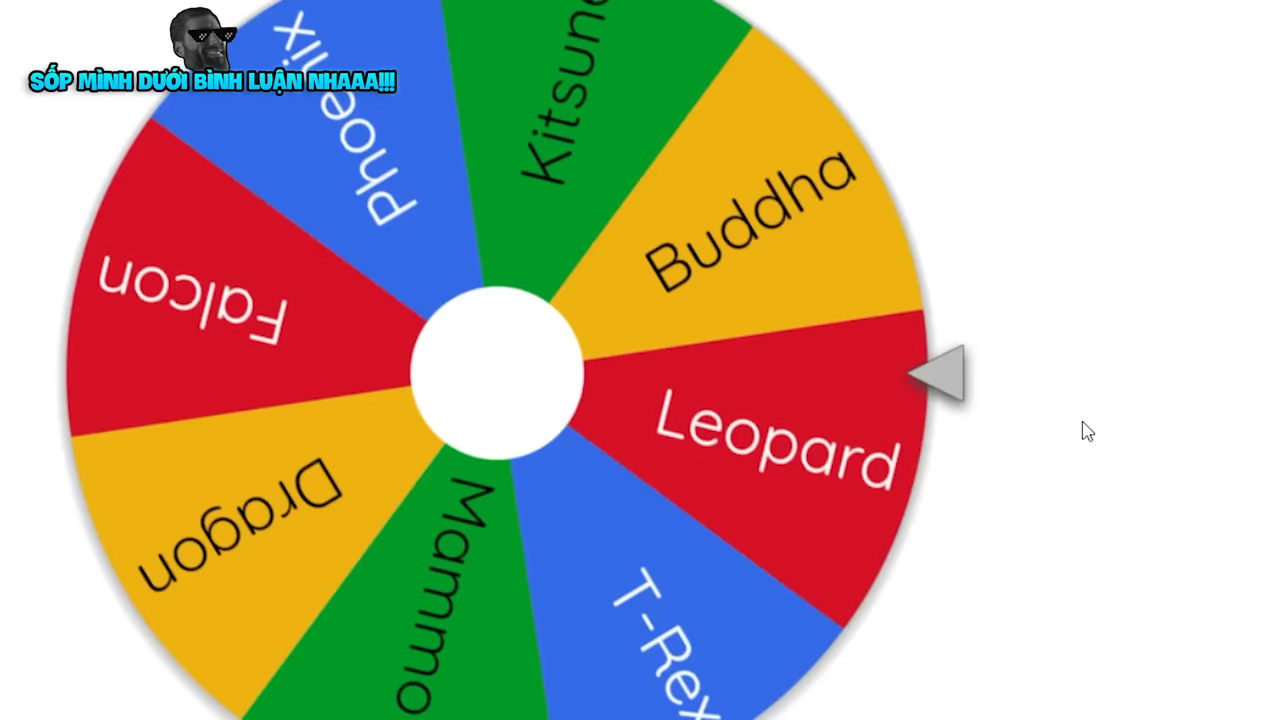 SỐP MÌNH DƯỚI BÌNH LUẬN NHAAA!!!
Phoenix
Kitsune
Buddha
Falcon
Leopard
Dragon
Mammo
T-Rex